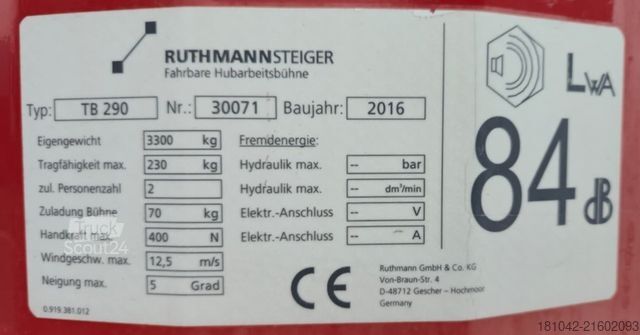 RUTHMANNSTEIGER
Fahrbare Hubarbeitsbühne
Typ: TB 290 Nr.: 30071 Baujahr: 2016
Eigengewicht 3300 kg
Tragfähigkeit max. 230 kg
zul. Personenzahl 2
Zuladung Bühne 70 kg
Handkraft max. 400 N
Windgeschw. max. 12,5 m/s
Neigung max. 5 Grad
0.919.381.012
Fremdenergie:
Hydraulik max. -- bar
Hydraulik max. -- dm³/min
Elektr.-Anschluss -- V
Elektr.-Anschluss -- A
CE
Ruthmann GmbH & Co. KG
Von-Braun-Str. 4
D-48712 Gescher - Hochmoor
Germany
LWA
84 dB
Truck
Scout24
181042-21602093